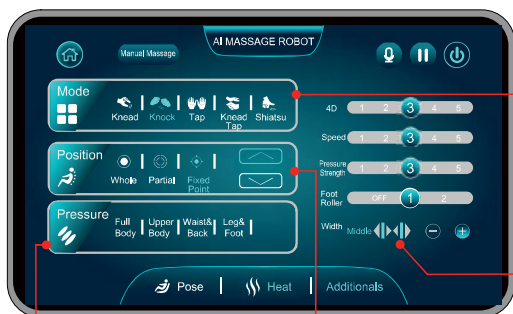 AI MASSAGE ROBOT
Manual Massage
Mode
Knead Knock Tap Knead Tap Shiatsu
Position
Whole Partial Fixed Point
Pressure
Full Body Upper Body Waist& Back Leg& Foot
4D 1 2 3 4 5
Speed 1 2 3 4 5
Pressure Strength 1 2 3 4 5
Foot Roller OFF 1 2
Width Middle
Pose Heat Additionals